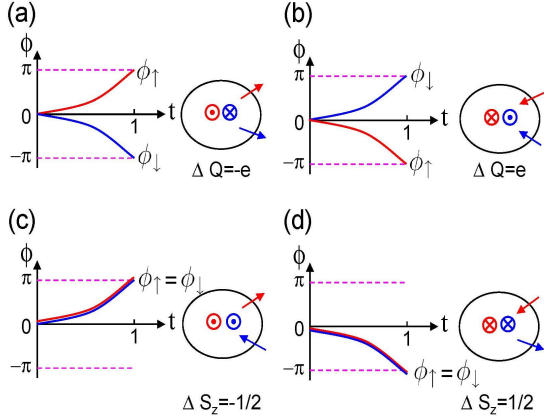 (a)
ϕ
π
ϕ↑
0
1
t
−π
ϕ↓
Δ Q=-e
(b)
ϕ
π
ϕ↓
0
1
t
−π
ϕ↑
Δ Q=e
(c)
ϕ
π
ϕ↑=ϕ↓
0
1
t
−π
Δ Sz=-1/2
(d)
ϕ
π
0
1
t
−π
ϕ↑=ϕ↓
Δ Sz=1/2